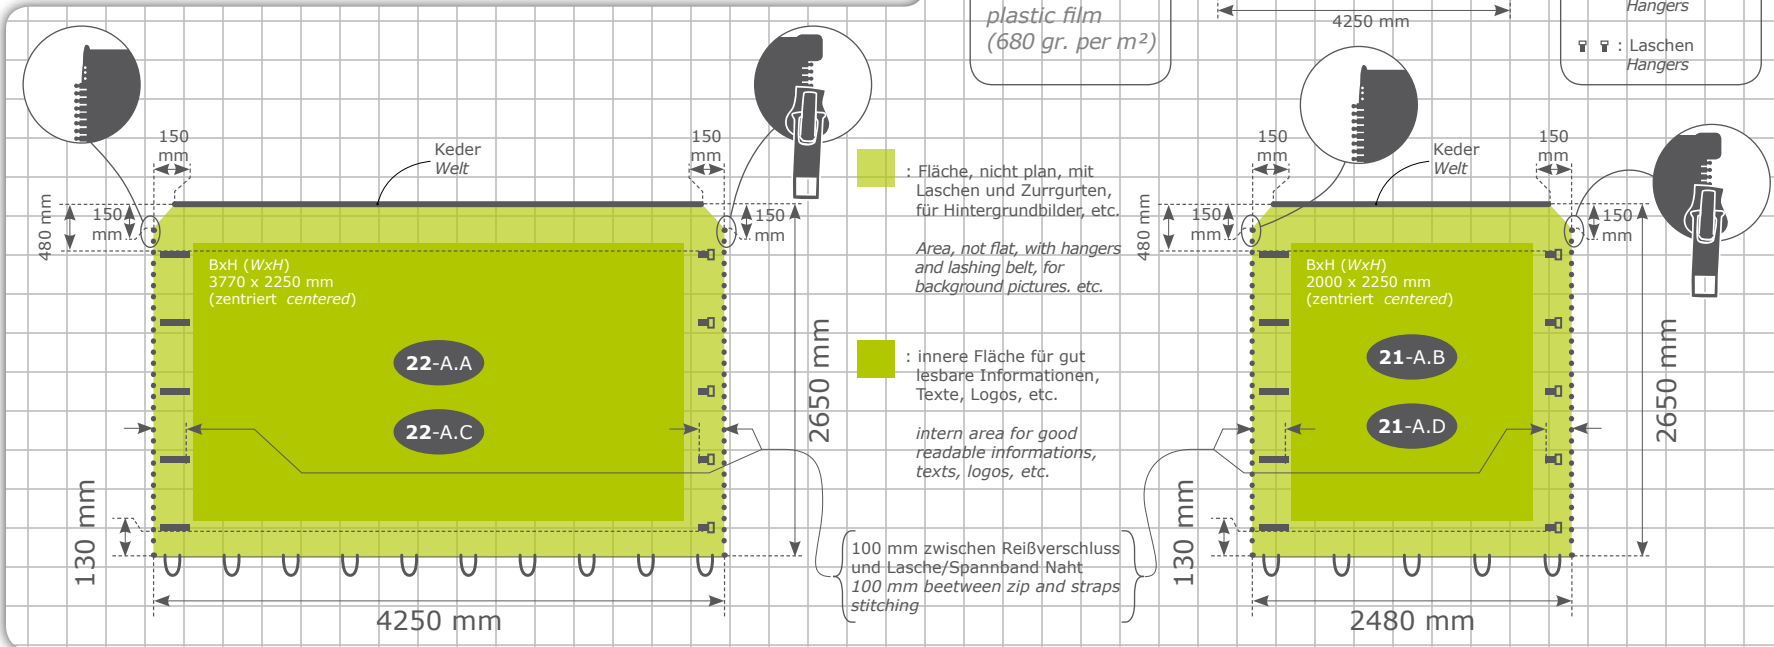 plastic film
(680 gr. per m²)
4250 mm
Hangers
: Laschen
Hangers
150
mm
150
mm
Keder
Welt
480 mm
150
mm
150
mm
BxH (WxH)
3770 x 2250 mm
(zentriert centered)
22-A.A
22-A.C
2650 mm
130 mm
4250 mm
: Fläche, nicht plan, mit
Laschen und Zurrgurten,
für Hintergrundbilder, etc.
Area, not flat, with hangers
and lashing belt, for
background pictures. etc.
: innere Fläche für gut
lesbare Informationen,
Texte, Logos, etc.
intern area for good
readable informations,
texts, logos, etc.
100 mm zwischen Reißverschluss
und Lasche/Spannband Naht
100 mm beetween zip and straps
stitching
150
mm
150
mm
Keder
Welt
480 mm
150
mm
150
mm
BxH (WxH)
2000 x 2250 mm
(zentriert centered)
21-A.B
21-A.D
2650 mm
130 mm
2480 mm